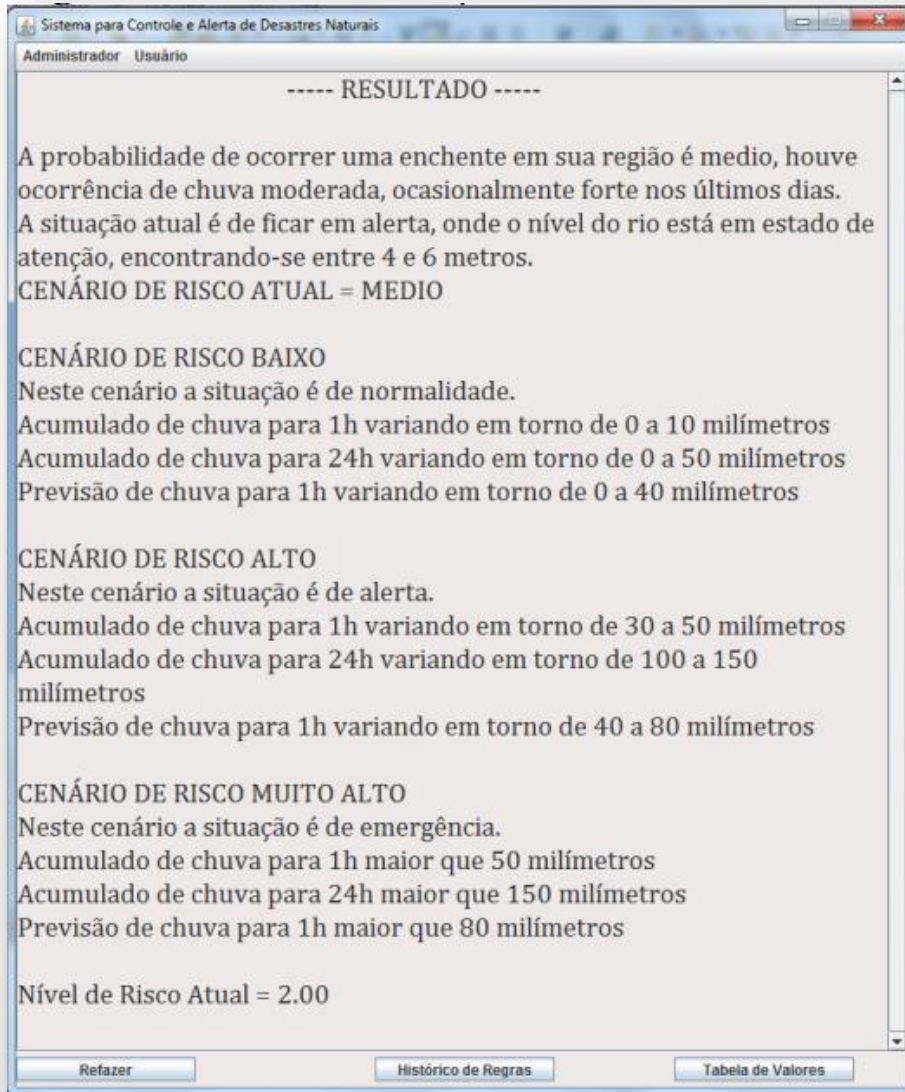 Sistema para Controle e Alerta de Desastres Naturais
Administrador Usuário
----- RESULTADO -----
A probabilidade de ocorrer uma enchente em sua região é medio, houve
ocorrência de chuva moderada, ocasionalmente forte nos últimos dias.
A situação atual é de ficar em alerta, onde o nível do rio está em estado de
atenção, encontrando-se entre 4 e 6 metros.
CENÁRIO DE RISCO ATUAL = MEDIO
CENÁRIO DE RISCO BAIXO
Neste cenário a situação é de normalidade.
Acumulado de chuva para 1h variando em torno de 0 a 10 milímetros
Acumulado de chuva para 24h variando em torno de 0 a 50 milímetros
Previsão de chuva para 1h variando em torno de 0 a 40 milímetros
CENÁRIO DE RISCO ALTO
Neste cenário a situação é de alerta.
Acumulado de chuva para 1h variando em torno de 30 a 50 milímetros
Acumulado de chuva para 24h variando em torno de 100 a 150
milímetros
Previsão de chuva para 1h variando em torno de 40 a 80 milímetros
CENÁRIO DE RISCO MUITO ALTO
Neste cenário a situação é de emergência.
Acumulado de chuva para 1h maior que 50 milímetros
Acumulado de chuva para 24h maior que 150 milímetros
Previsão de chuva para 1h maior que 80 milímetros
Nível de Risco Atual = 2.00
Refazer Histórico de Regras Tabela de Valores